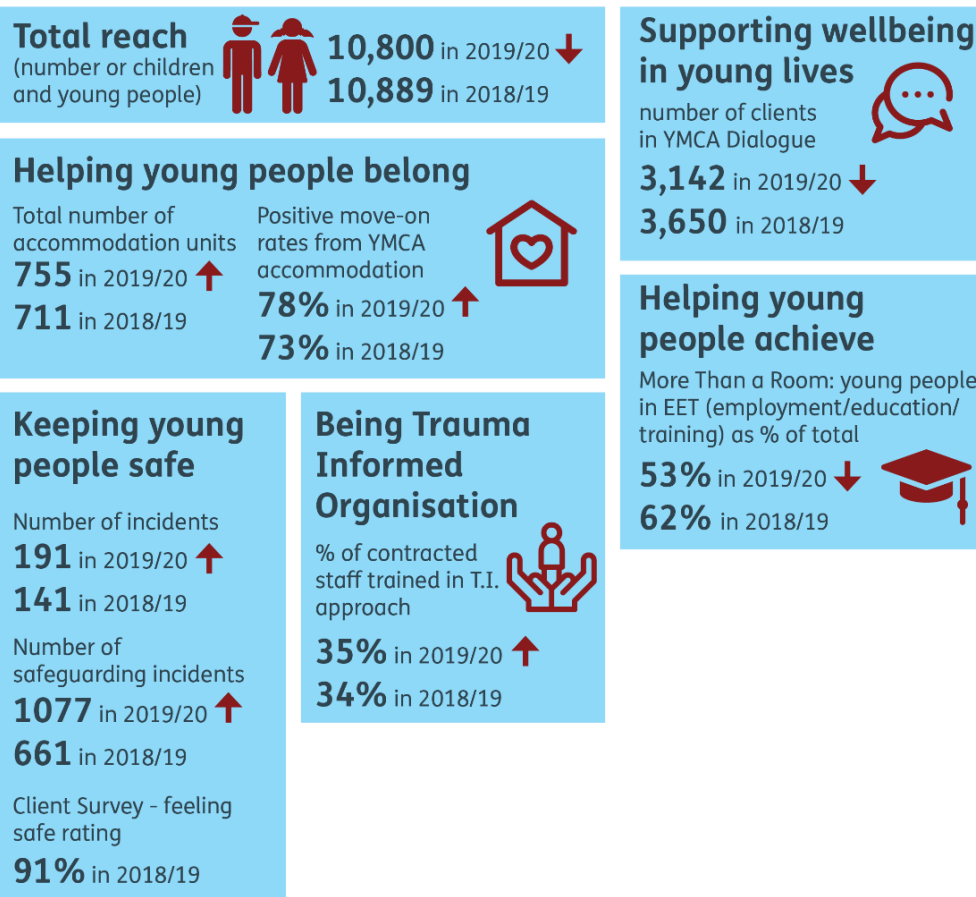 Total reach
(number or children
and young people)
10,800 in 2019/20
10,889 in 2018/19
Supporting wellbeing
in young lives
number of clients
in YMCA Dialogue
3,142 in 2019/20
3,650 in 2018/19
Helping young people belong
Total number of
accommodation units
755 in 2019/20
711 in 2018/19
Positive move-on
rates from YMCA
accommodation
78% in 2019/20
73% in 2018/19
Helping young
people achieve
More Than a Room: young people
in EET (employment/education/
training) as % of total
53% in 2019/20
62% in 2018/19
Keeping young
people safe
Number of incidents
191 in 2019/20
141 in 2018/19
Number of
safeguarding incidents
1077 in 2019/20
661 in 2018/19
Client Survey - feeling
safe rating
91% in 2018/19
Being Trauma
Informed
Organisation
% of contracted
staff trained in T.I.
approach
35% in 2019/20
34% in 2018/19